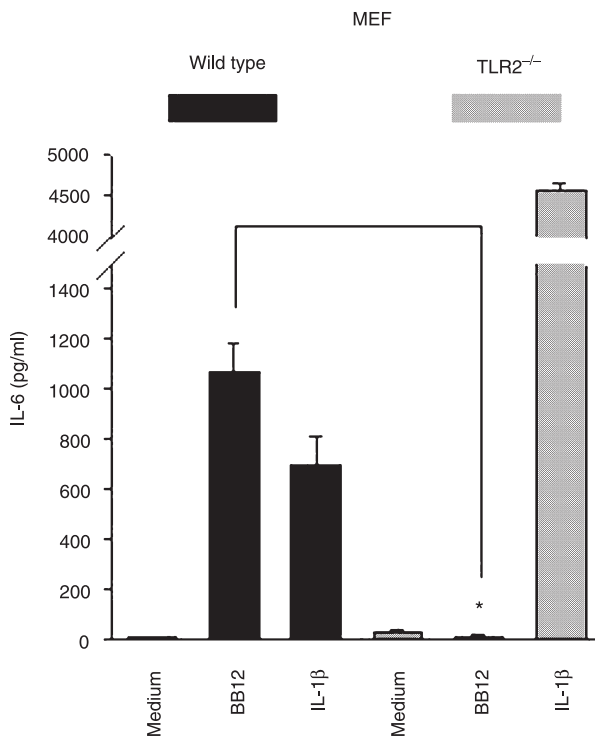 MEF
Wild type
TLR2–/–
5000
4500
4000
1400
1200
1000
800
600
400
200
0
IL-6 (pg/ml)
*
Medium
BB12
IL-1β
Medium
BB12
IL-1β